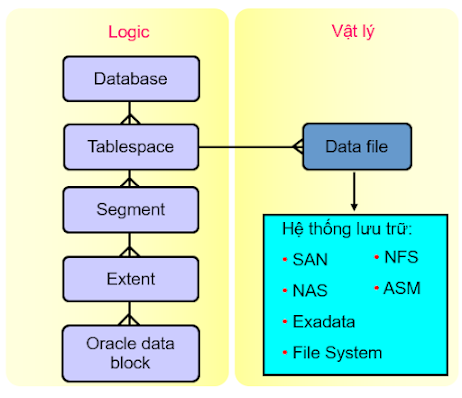 Logic
Database
Tablespace
Segment
Extent
Oracle data
block
Vật lý
Data file
Hệ thống lưu trữ:
• SAN
• NAS
• Exadata
• File System
• NFS
• ASM